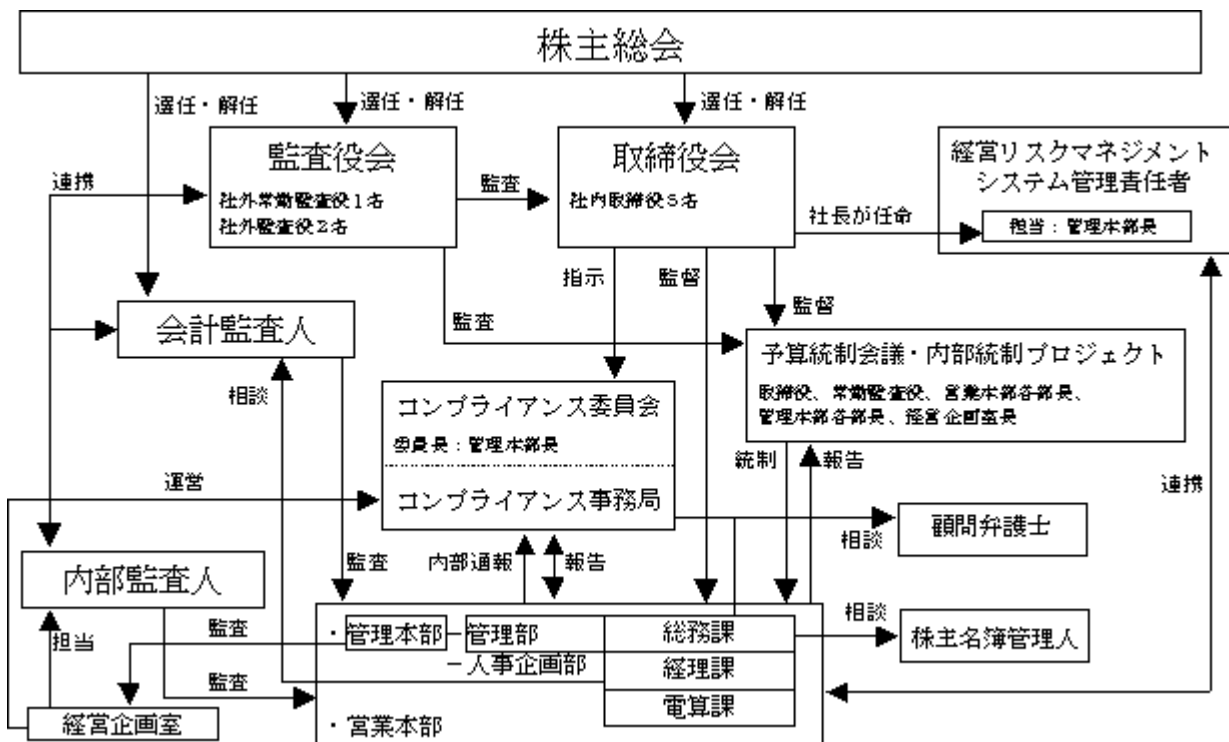 株主総会
選任・解任
選任・解任
選任・解任
監査役会
社外常勤監査役1名
社外監査役2名
監査
取締役会
社内取締役5名
社長が任命
経営リスクマネジメント
システム管理責任者
担当：管理本部長
連携
指示
監督
監督
会計監査人
監査
予算統制会議・内部統制プロジェクト
取締役、常勤監査役、営業本部各部長、
管理本部各部長、経営企画室長
相談
コンプライアンス委員会
委員長：管理本部長
コンプライアンス事務局
運営
統制
報告
連携
顧問弁護士
相談
内部監査人
監査
内部通報
報告
担当
監査
・管理本部－管理部
総務課
相談
株主名簿管理人
－人事企画部
経理課
監査
電算課
経営企画室
・営業本部